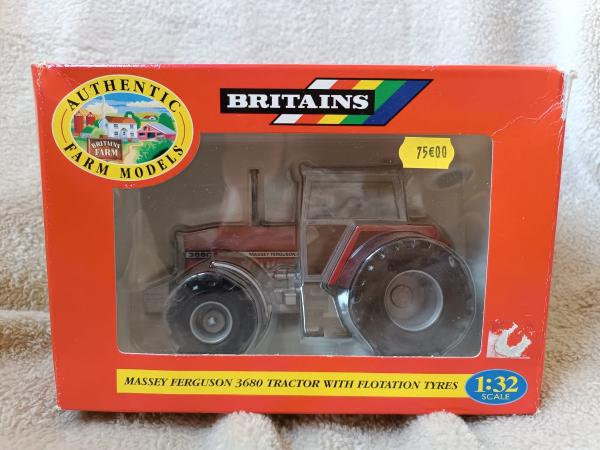 AUTHENTIC
FARM MODELS
BRITAINS
FARM
BRITAINS
75€00
3680
MASSEY FERGUSON
MASSEY FERGUSON 3680 TRACTOR WITH FLOTATION TYRES
1:32
SCALE